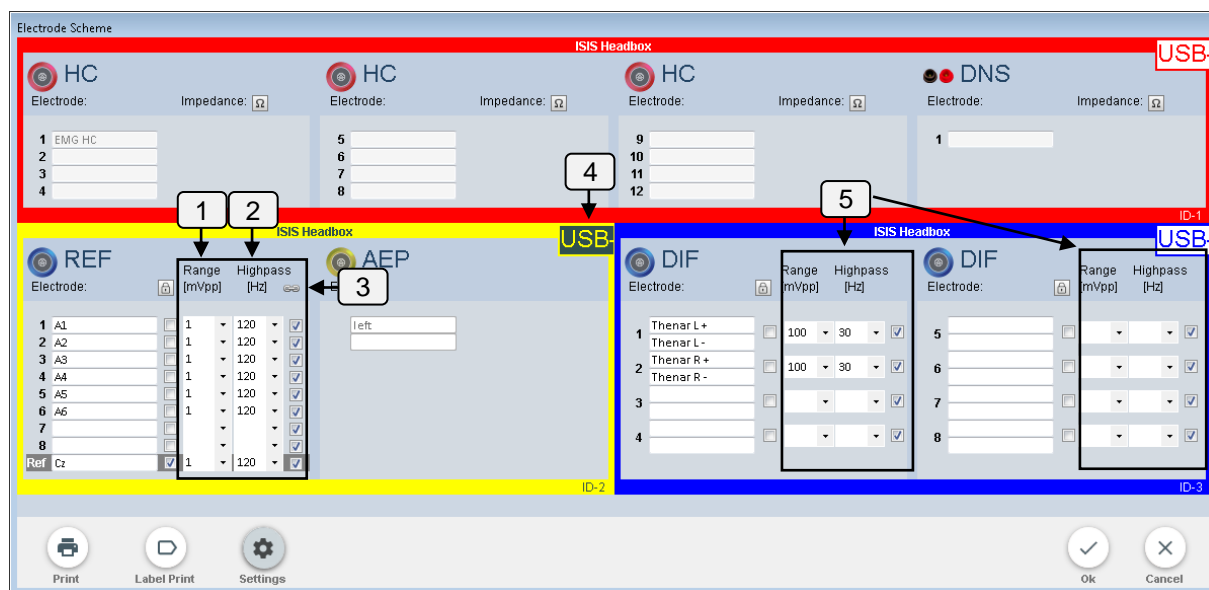 Electrode Scheme
ISIS Headbox
USB-
HC
Electrode: Impedance: Ω
1 EMG HC
2
3
4
HC
Electrode: Impedance: Ω
5
6
7
8
HC
Electrode: Impedance: Ω
9
10
11
12
DNS
Electrode: Impedance: Ω
1
ID-1
1
2
3
4
5
ISIS Headbox
USB-
REF
Electrode: Range [mVpp] Highpass [Hz]
1 A1 1 120
2 A2 1 120
3 A3 1 120
4 A4 1 120
5 A5 1 120
6 A6 1 120
7
8
Ref Cz 1 120
AEP
E
left
ID-2
ISIS Headbox
USB-
DIF
Electrode: Range [mVpp] Highpass [Hz]
1 Thenar L+ 100 30
Thenar L-
2 Thenar R+ 100 30
Thenar R-
3
4
DIF
Electrode: Range [mVpp] Highpass [Hz]
5
6
7
8
ID-3
Print
Label Print
Settings
Ok
Cancel